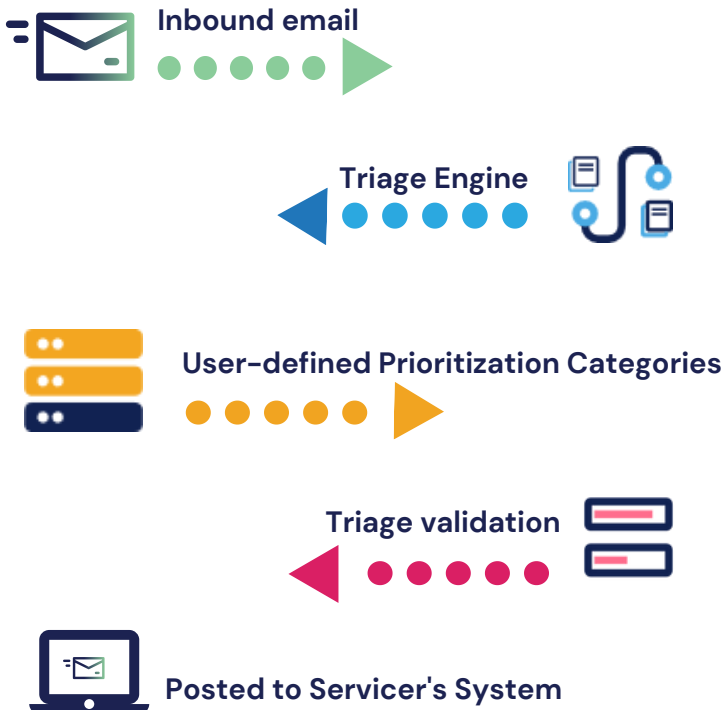 Inbound email
Triage Engine
User-defined Prioritization Categories
Triage validation
Posted to Servicer's System